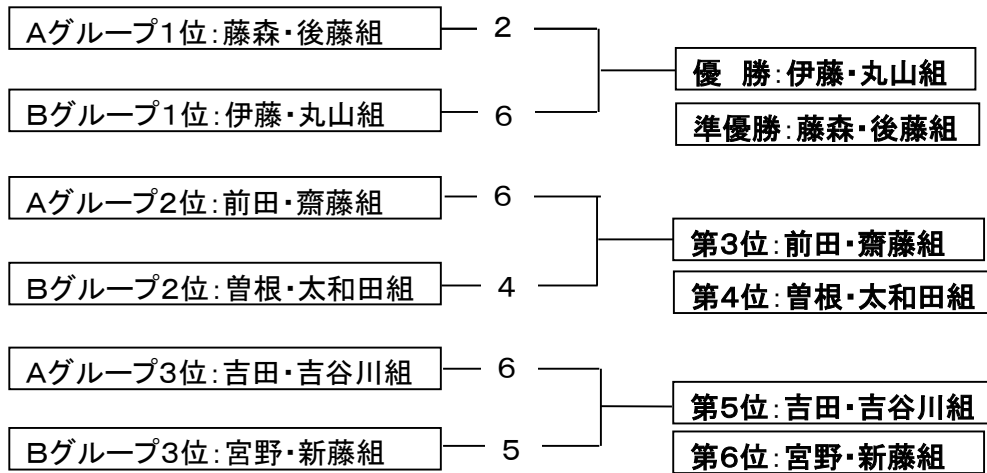 Aグループ1位:藤森・後藤組 2
優 勝:伊藤・丸山組
Bグループ1位:伊藤・丸山組 6
準優勝:藤森・後藤組
Aグループ2位:前田・齋藤組 6
第3位:前田・齋藤組
Bグループ2位:曽根・太和田組 4
第4位:曽根・太和田組
Aグループ3位:吉田・吉谷川組 6
第5位:吉田・吉谷川組
Bグループ3位:宮野・新藤組 5
第6位:宮野・新藤組